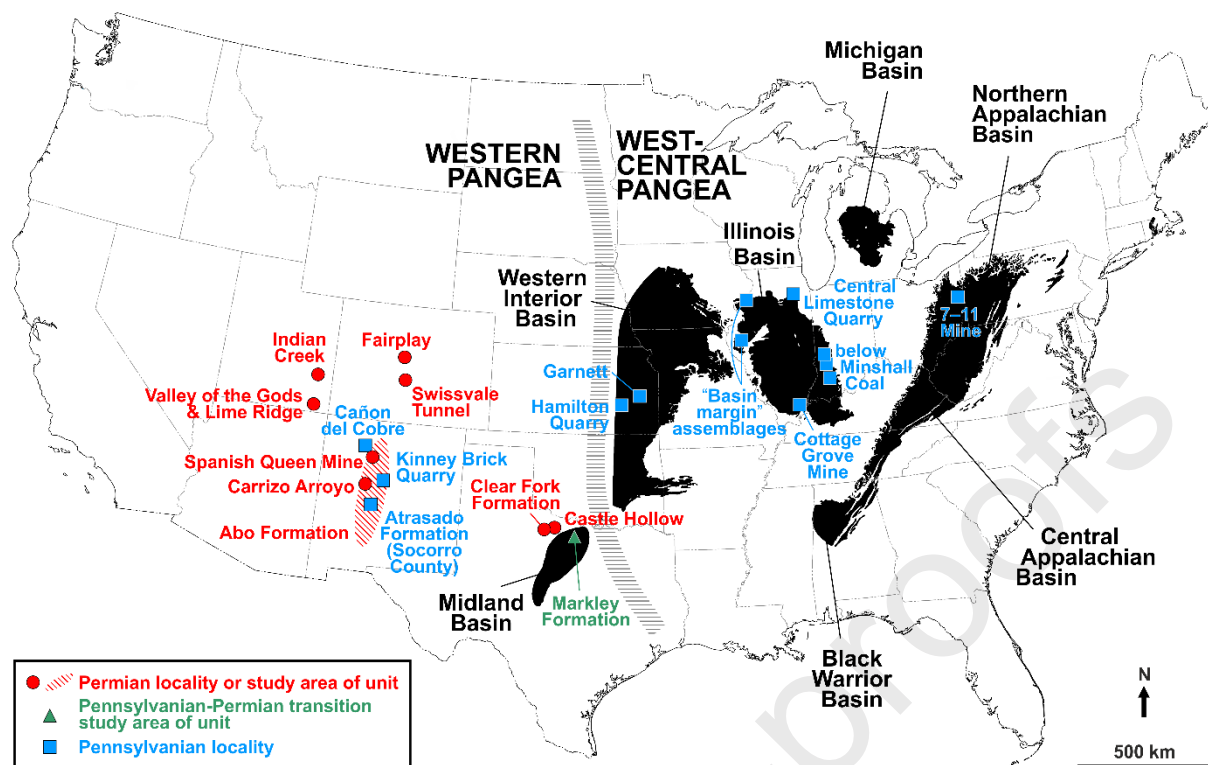 Michigan
Basin
Northern
Appalachian
Basin
WESTERN
PANGEA
WEST-
CENTRAL
PANGEA
Illinois
Basin
Western
Interior
Basin
Central
Limestone
Quarry
7–11
Mine
Indian
Creek
Fairplay
below
Minshall
Coal
Garnett
Valley of the Gods
& Lime Ridge
Swissvale
Tunnel
Hamilton
Quarry
“Basin
margin”
assemblages
Cañon
del Cobre
Cottage
Grove
Mine
Spanish Queen Mine
Kinney Brick
Quarry
Carrizo Arroyo
Clear Fork
Formation
Castle Hollow
Abo Formation
Atrasado
Formation
(Socorro
County)
Central
Appalachian
Basin
Midland
Basin
Markley
Formation
Black
Warrior
Basin
Permian locality or study area of unit
Pennsylvanian-Permian transition
study area of unit
Pennsylvanian locality
N
500 km
proofs